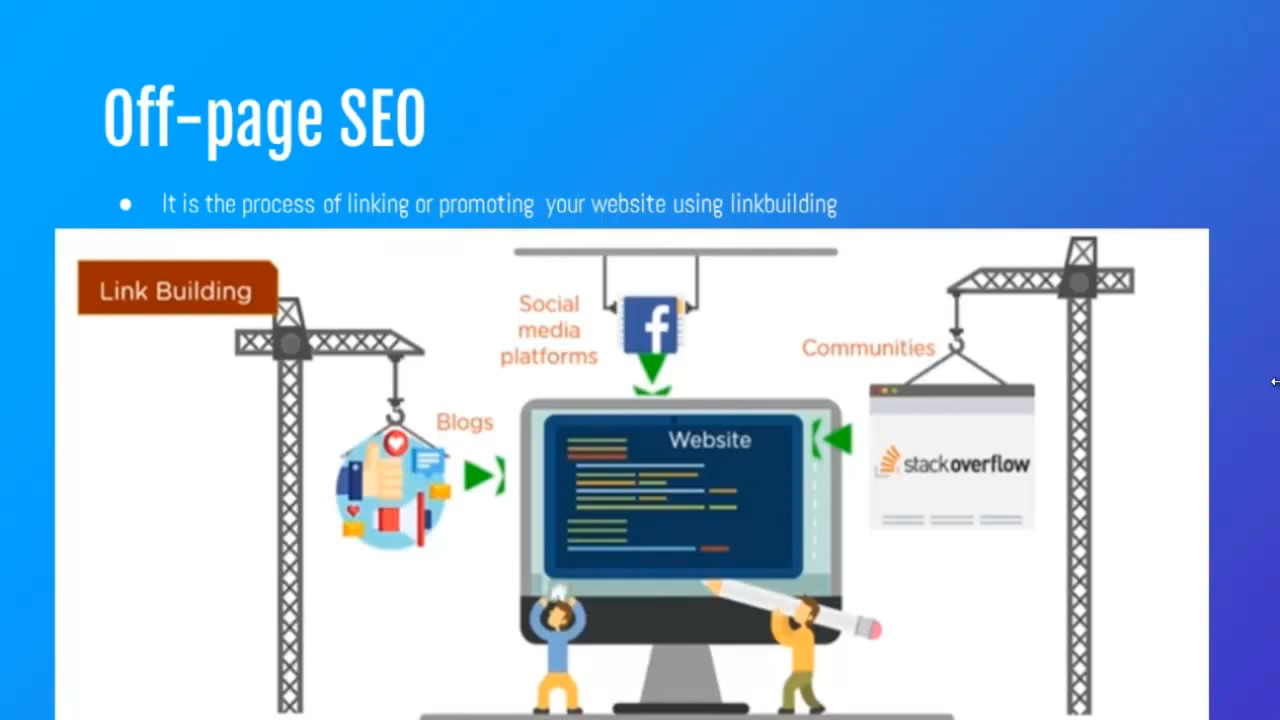 Off-page SEO
● It is the process of linking or promoting your website using linkbuilding
Link Building
Social
media
platforms
f
Communities
Blogs
Website
stackoverflow